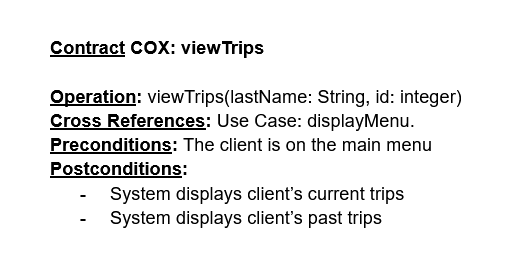 Contract COX: viewTrips
Operation: viewTrips(lastName: String, id: integer)
Cross References: Use Case: displayMenu.
Preconditions: The client is on the main menu
Postconditions:
- System displays client's current trips
- System displays client's past trips